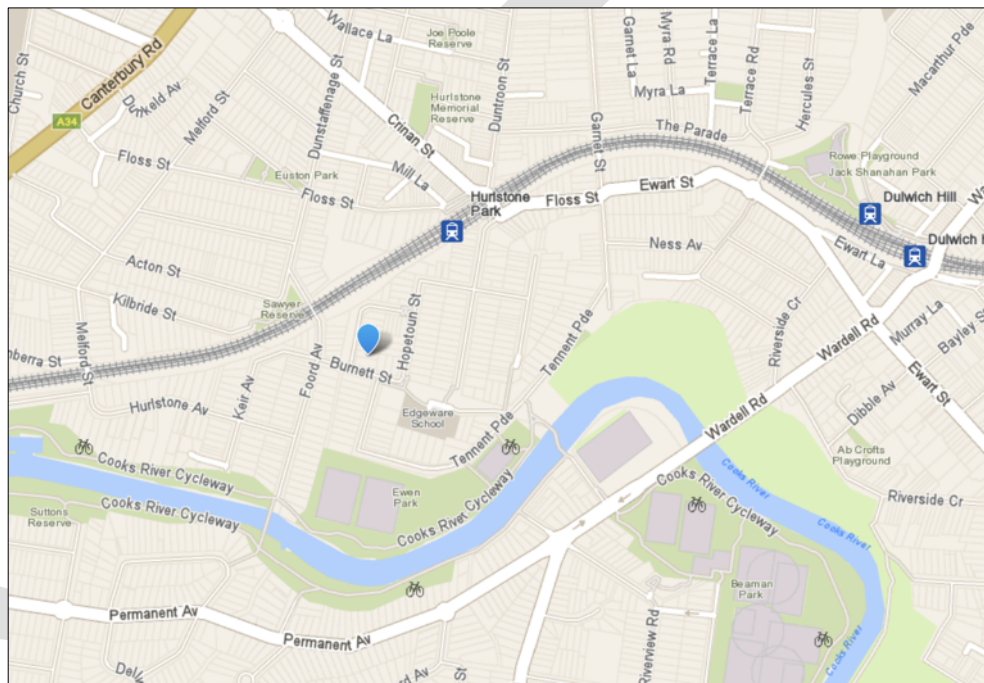 Wallace La
Joe Poole
Reserve
Church St
Canterbury Rd
A34
Dunkeld Av
Melford St
Dunstaffenage St
Hurlstone
Memorial
Reserve
Crinan St
Duntroon St
Garnet La
Myra Rd
Terrace La
Myra La
Terrace Rd
Hercules St
Macarthur Pde
The Parade
Garnet St
Floss St
Euston Park
Mill La
Floss St
Hurlstone
Park
Floss St
Ewart St
Rowe Playground
Jack Shanahan Park
Dulwich Hill
Dulwich H
Ewart La
Ness Av
Acton St
Kilbride St
Sawyer
Reserve
Melford St
Hopetoun St
Foord Av
Burnett St
Keir Av
Hurlstone Av
Edgeware
School
Tennent Pde
Tennent Pde
Riverside Cr
Wardell Rd
Murray La
Bayley St
Ewart St
Dibble Av
Wardell Rd
Ab Crofts
Playground
Riverside Cr
Cooks River Cycleway
Cooks River Cycleway
Suttons
Reserve
Ewen
Park
Cooks River Cycleway
Cooks River Cycleway
Cooks River
Cooks River
Beaman
Park
Cooks River
Riverview Rd
Permanent Av
Permanent Av